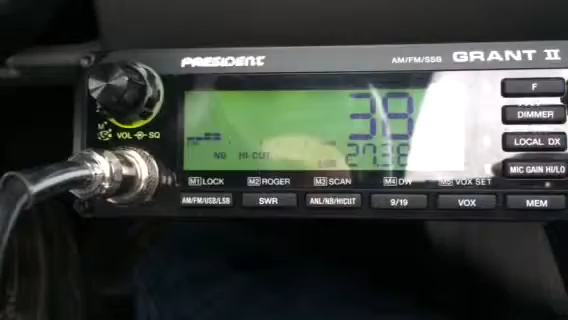 PRESIDENT AM/FM/SSB GRANT II
F
38
DIMMER
VOL SQ
NB HI-CUT 27.38
LOCAL DX
MIC GAIN HI/LO
M1 LOCK M2 ROGER M3 SCAN M4 DW M5 VOX SET
AM/FM/USB/LSB SWR ANL/NB/HICUT 9/19 VOX MEM